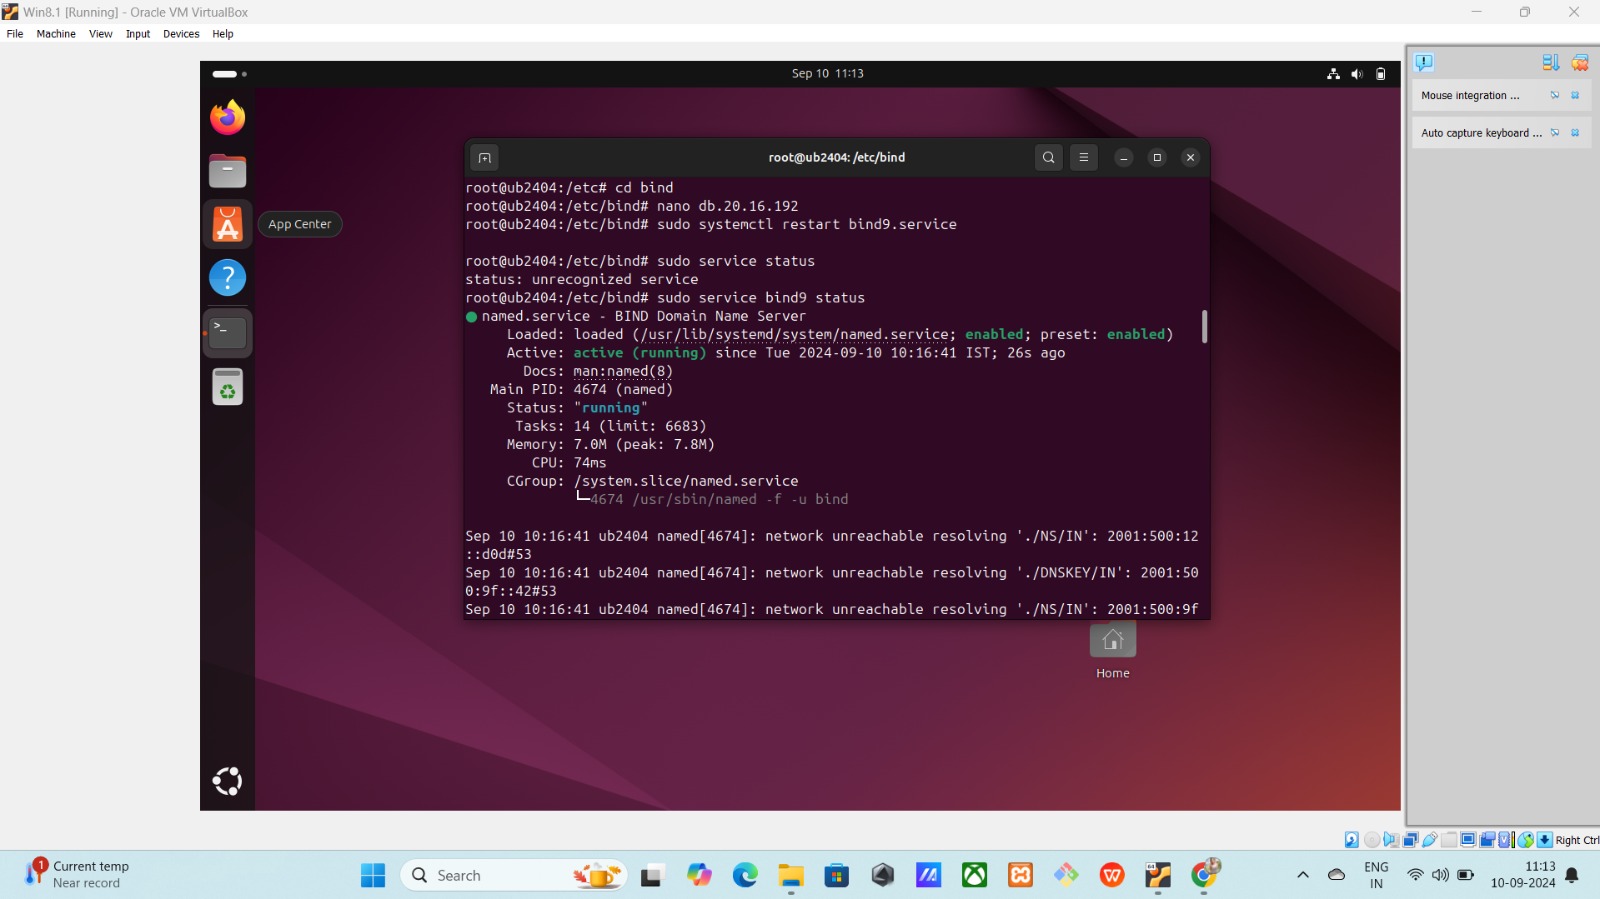 Win8.1 [Running] - Oracle VM VirtualBox
File Machine View Input Devices Help
Sep 10 11:13
Mouse integration ...
Auto capture keyboard ...
App Center
root@ub2404: /etc/bind
root@ub2404:/etc# cd bind
root@ub2404:/etc/bind# nano db.20.16.192
root@ub2404:/etc/bind# sudo systemctl restart bind9.service
root@ub2404:/etc/bind# sudo service status
status: unrecognized service
root@ub2404:/etc/bind# sudo service bind9 status
named.service - BIND Domain Name Server
Loaded: loaded (/usr/lib/systemd/system/named.service; enabled; preset: enabled)
Active: active (running) since Tue 2024-09-10 10:16:41 IST; 26s ago
Docs: man:named(8)
Main PID: 4674 (named)
Status: "running"
Tasks: 14 (limit: 6683)
Memory: 7.0M (peak: 7.8M)
CPU: 74ms
CGroup: /system.slice/named.service
└─4674 /usr/sbin/named -f -u bind
Sep 10 10:16:41 ub2404 named[4674]: network unreachable resolving './NS/IN': 2001:500:12
::d0d#53
Sep 10 10:16:41 ub2404 named[4674]: network unreachable resolving './DNSKEY/IN': 2001:50
0:9f::42#53
Sep 10 10:16:41 ub2404 named[4674]: network unreachable resolving './NS/IN': 2001:500:9f
Home
Right Ctrl
1
Current temp
Near record
Search
ENG
IN
11:13
10-09-2024